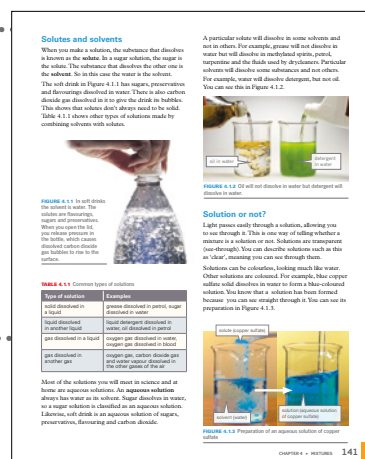 Solutes and solvents
When you make a solution, the substance that dissolves
is known as the solute. In a sugar solution, the sugar is
the solute. The substance that dissolves the other one is
the solvent. So in this case the water is the solvent.
The soft drink in Figure 4.1.1 has sugars, preservatives
and flavourings dissolved in water. There is also carbon
dioxide gas dissolved in it to give the drink its bubbles.
This shows that solutes don't always need to be solid.
Table 4.1.1 shows other types of solutions made by
combining solvents with solutes.
FIGURE 4.1.1 In soft drinks
the solvent is water. The
solutes are flavourings,
sugars and preservatives.
When you open the lid,
you release pressure in
the bottle, which causes
dissolved carbon dioxide
gas bubbles to rise to the
surface.
TABLE 4.1.1 Common types of solutions
Type of solution Examples
solid dissolved in
a liquid
grease dissolved in petrol, sugar
dissolved in water
liquid dissolved
in another liquid
liquid detergent dissolved in
water, oil dissolved in petrol
gas dissolved in a liquid
oxygen gas dissolved in water,
oxygen gas dissolved in blood
gas dissolved in
another gas
oxygen gas, carbon dioxide gas
and water vapour dissolved in
the other gases of the air
Most of the solutions you will meet in science and at
home are aqueous solutions. An aqueous solution
always has water as its solvent. Sugar dissolves in water,
so a sugar solution is classified as an aqueous solution.
Likewise, soft drink is an aqueous solution of sugars,
preservatives, flavouring and carbon dioxide.
A particular solute will dissolve in some solvents and
not in others. For example, grease will not dissolve in
water but will dissolve in methylated spirits, petrol,
turpentine and the fluids used by drycleaners. Particular
solvents will dissolve some substances and not others.
For example, water will dissolve detergent, but not oil.
You can see this in Figure 4.1.2.
oil in water
detergent
in water
FIGURE 4.1.2 Oil will not dissolve in water but detergent will
dissolve in water.
Solution or not?
Light passes easily through a solution, allowing you
to see through it. This is one way of telling whether a
mixture is a solution or not. Solutions are transparent
(see-through). You can describe solutions such as this
as 'clear', meaning you can see through them.
Solutions can be colourless, looking much like water.
Other solutions are coloured. For example, blue copper
sulfate solid dissolves in water to form a blue-coloured
solution. You know that a solution has been formed
because you can see straight through it. You can see its
preparation in Figure 4.1.3.
solute (copper sulfate)
solvent (water)
solution (aqueous solution
of copper sulfate)
FIGURE 4.1.3 Preparation of an aqueous solution of copper
sulfate
CHAPTER 4 • MIXTURES 141